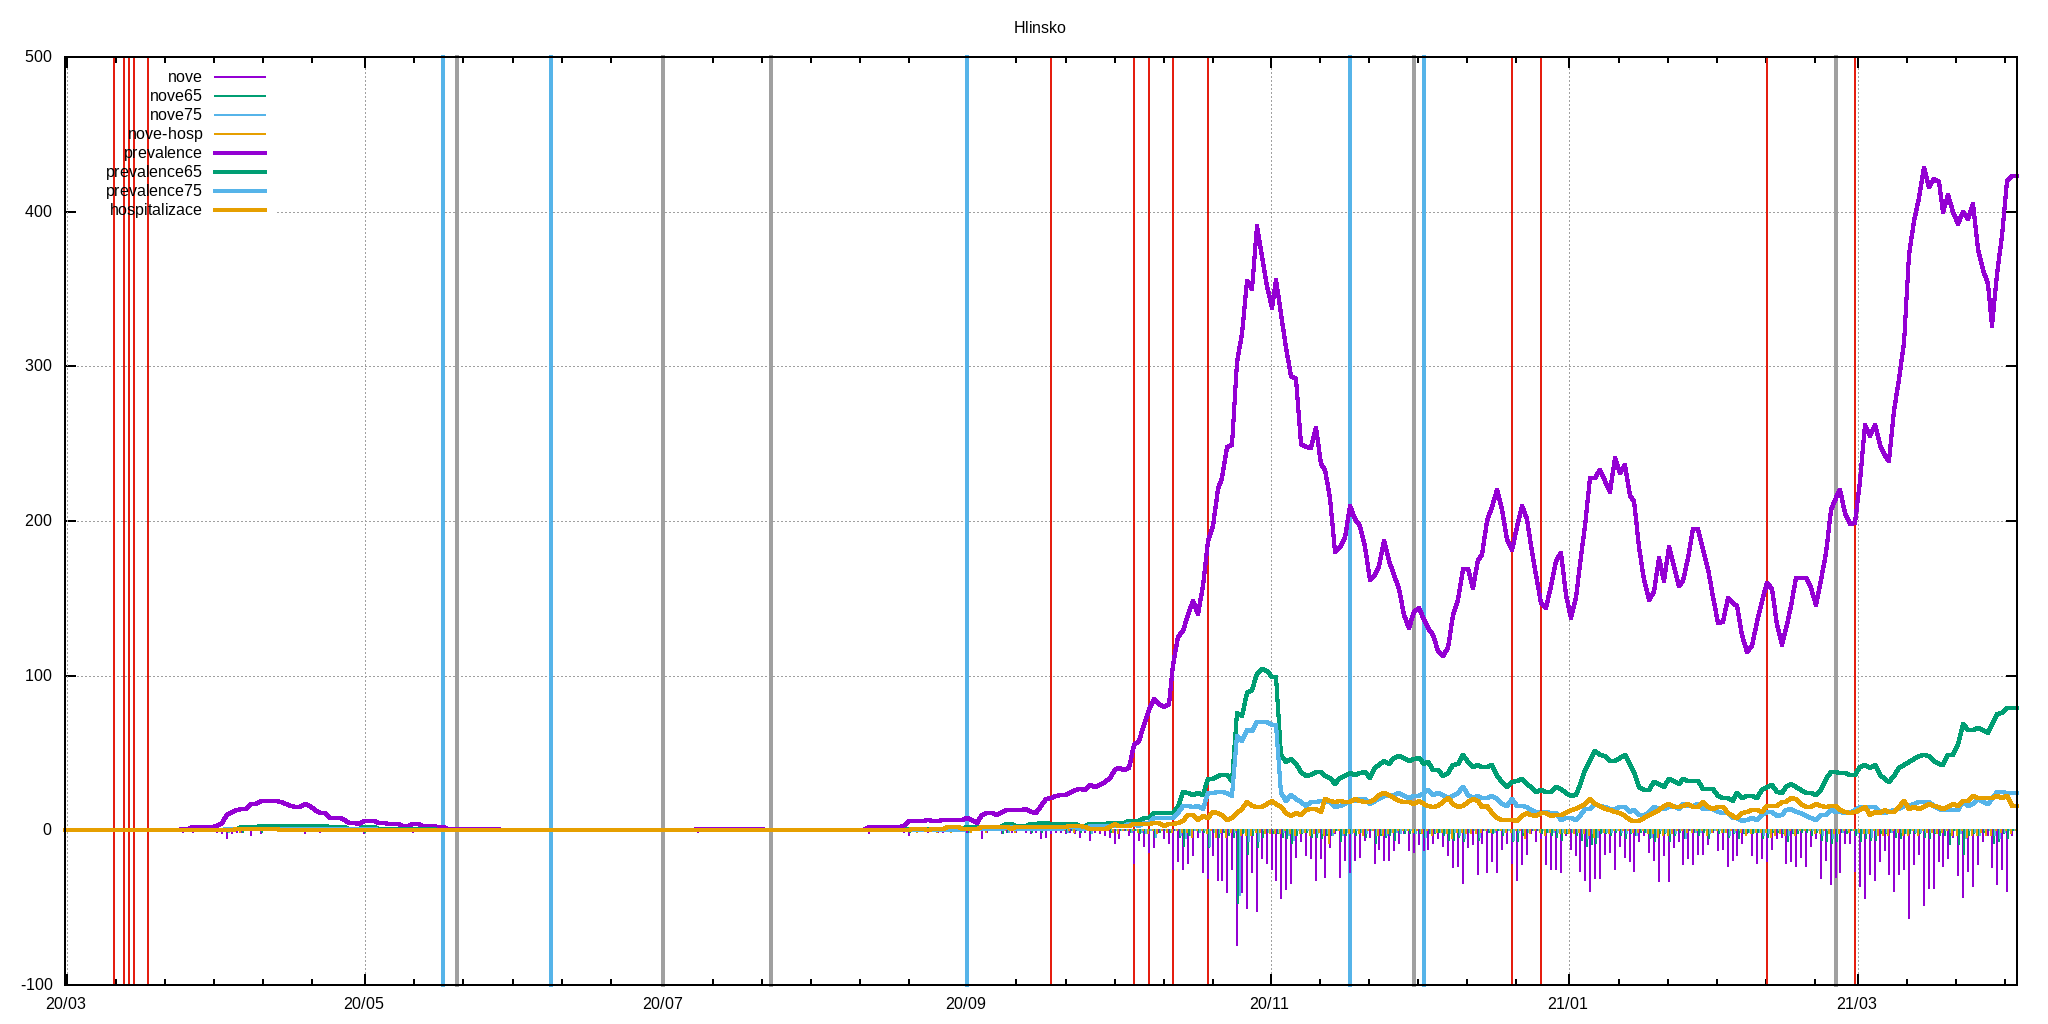 Hlinsko
500
400
300
200
100
0
-100
nove
nove65
nove75
nove-hosp
prevalence
prevalence65
prevalence75
hospitalizace
20/03 20/05 20/07 20/09 20/11 21/01 21/03